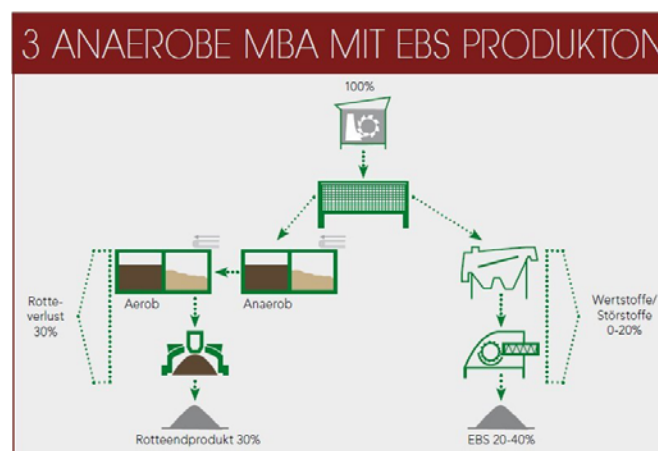 3 ANAEROBE MBA MIT EBS PRODUKTON
100%
Aerob
Anaerob
Rotte-
verlust
30%
Wertstoffe/
Störstoffe
0-20%
Rotteendprodukt 30%
EBS 20-40%